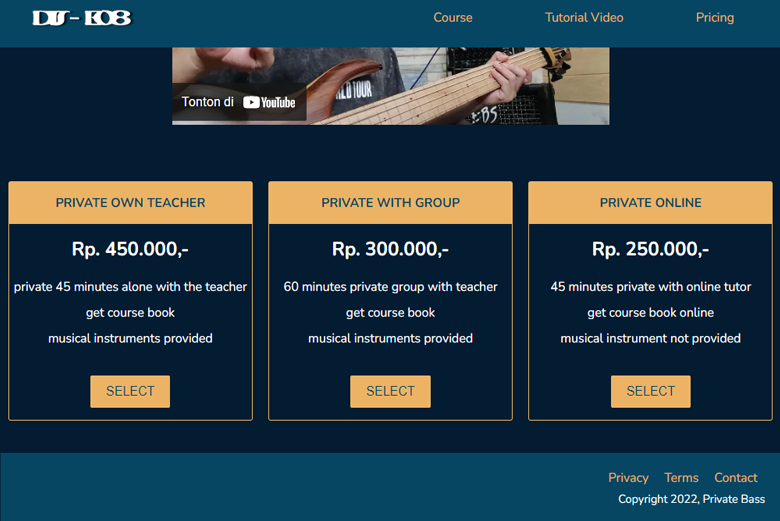 Course Tutorial Video Pricing
Tonton di YouTube
PRIVATE OWN TEACHER
Rp. 450.000,-
private 45 minutes alone with the teacher
get course book
musical instruments provided
SELECT
PRIVATE WITH GROUP
Rp. 300.000,-
60 minutes private group with teacher
get course book
musical instruments provided
SELECT
PRIVATE ONLINE
Rp. 250.000,-
45 minutes private with online tutor
get course book online
musical instrument not provided
SELECT
Privacy Terms Contact
Copyright 2022, Private Bass